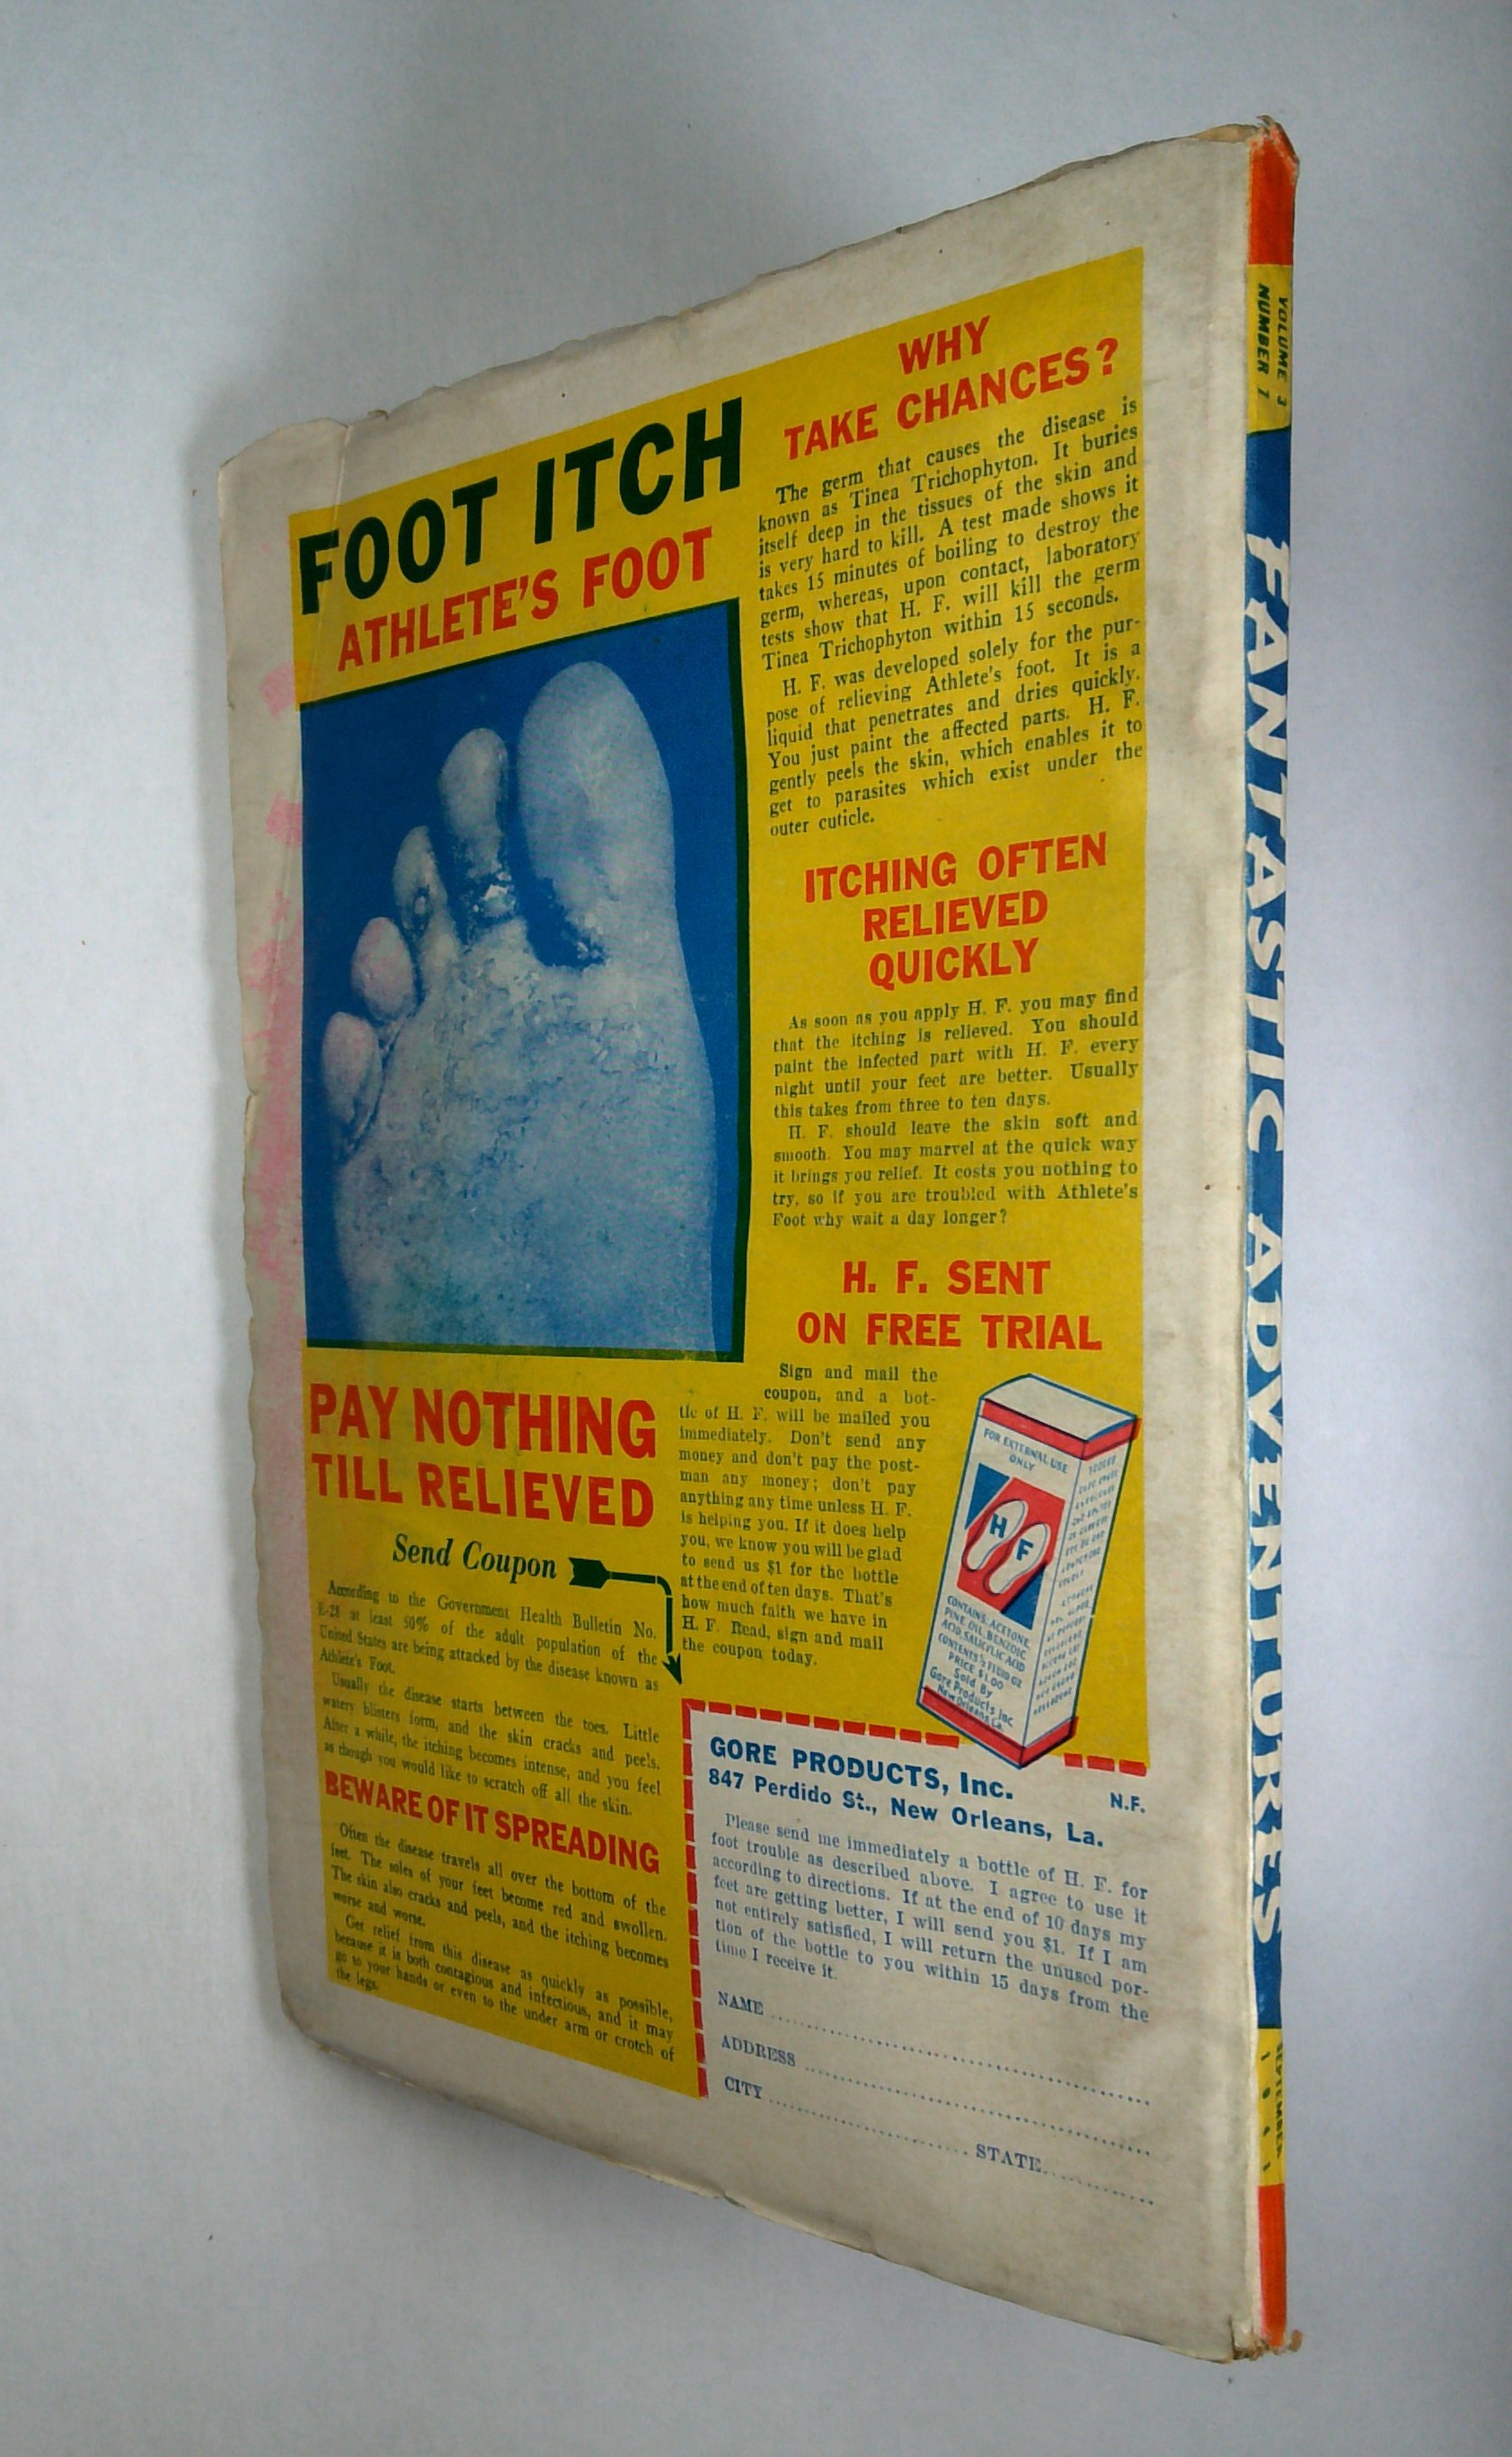 FOOT ITCH
ATHLETE'S FOOT
PAY NOTHING
TILL RELIEVED
Send Coupon
According to the Government Health Bulletin No.
E-28 at least 50% of the adult population of the
United States are being attacked by the disease known as
Athlete's Foot.
Usually the disease starts between the toes. Little
watery blisters form, and the skin cracks and peels.
After a while, the itching becomes intense, and you feel
as though you would like to scratch off all the skin.
BEWARE OF IT SPREADING
Often the disease travels all over the bottom of the
feet. The soles of your feet become red and swollen.
The skin also cracks and peels, and the itching becomes
worse and worse.
Get relief from this disease as quickly as possible,
because it is both contagious and infectious, and it may
go to your hands or even to the under arm or crotch of
the legs.
WHY
TAKE CHANCES?
The germ that causes the disease is
known as Tinea Trichophyton. It buries
itself deep in the tissues of the skin and
is very hard to kill. A test made shows it
takes 15 minutes of boiling to destroy the
germ, whereas, upon contact, laboratory
tests show that H. F. will kill the germ
Tinea Trichophyton within 15 seconds.
H. F. was developed solely for the pur-
pose of relieving Athlete's foot. It is a
liquid that penetrates and dries quickly.
You just paint the affected parts. H. F.
gently peels the skin, which enables it to
get to parasites which exist under the
outer cuticle.
ITCHING OFTEN
RELIEVED
QUICKLY
As soon as you apply H. F. you may find
that the itching is relieved. You should
paint the infected part with H. F. every
night until your feet are better. Usually
this takes from three to ten days.
H. F. should leave the skin soft and
smooth. You may marvel at the quick way
it brings you relief. It costs you nothing to
try, so if you are troubled with Athlete's
Foot why wait a day longer?
H. F. SENT
ON FREE TRIAL
Sign and mail the
coupon, and a bot-
tle of H. F. will be mailed you
immediately. Don't send any
money and don't pay the post-
man any money; don't pay
anything any time unless H. F.
is helping you. If it does help
you, we know you will be glad
to send us $1 for the bottle
at the end of ten days. That's
how much faith we have in
H. F. Read, sign and mail
the coupon today.
FOR EXTERNAL USE
ONLY
H F
CONTAINS: ACETONE,
PINE OIL, BENZOIC
ACID, SALICYLIC ACID
CONTENTS FLUID OZ
PRICE $1.00
Sold By
Gore Products Inc.
New Orleans La.
GORE PRODUCTS, Inc. N.F.
847 Perdido St., New Orleans, La.
Please send me immediately a bottle of H. F. for
foot trouble as described above. I agree to use it
according to directions. If at the end of 10 days my
feet are getting better, I will send you $1. If I am
not entirely satisfied, I will return the unused por-
tion of the bottle to you within 15 days from the
time I receive it.
NAME
ADDRESS
CITY STATE
VOLUME 3
NUMBER 7
FANTASTIC ADVENTURES
SEPTEMBER
1941